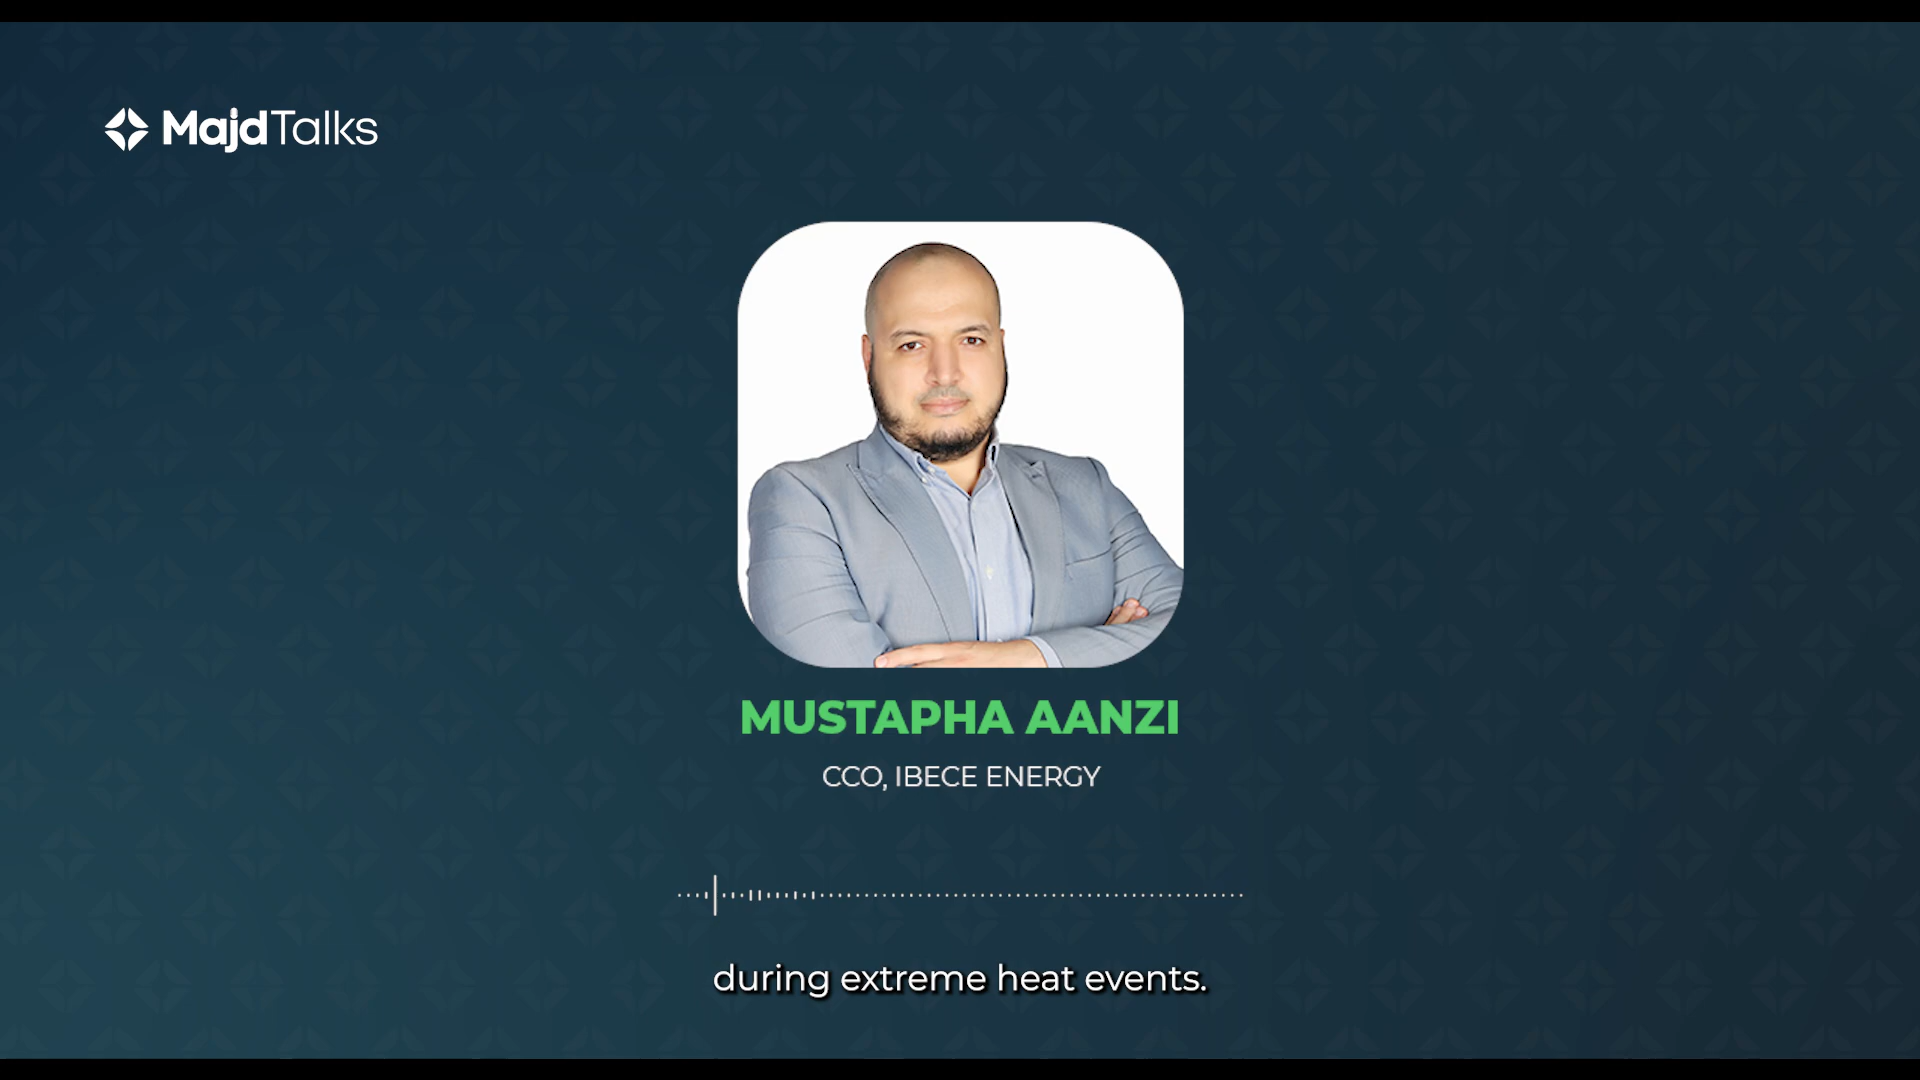 MajdTalks
MUSTAPHA AANZI
CCO, IBECE ENERGY
during extreme heat events.